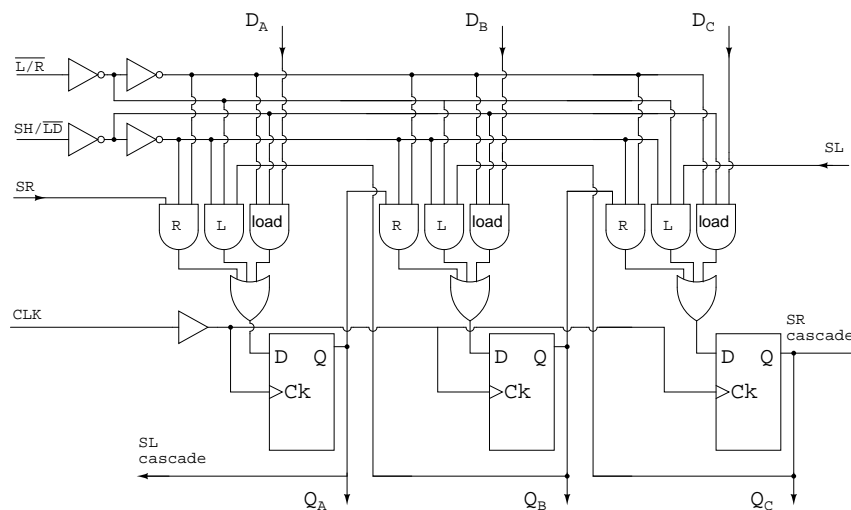 D_A D_B D_C
L/R
SH/LD
SL
SR
R L load R L load R L load
CLK
SR
cascade
D Q D Q D Q
Ck Ck Ck
SL
cascade
Q_A Q_B Q_C